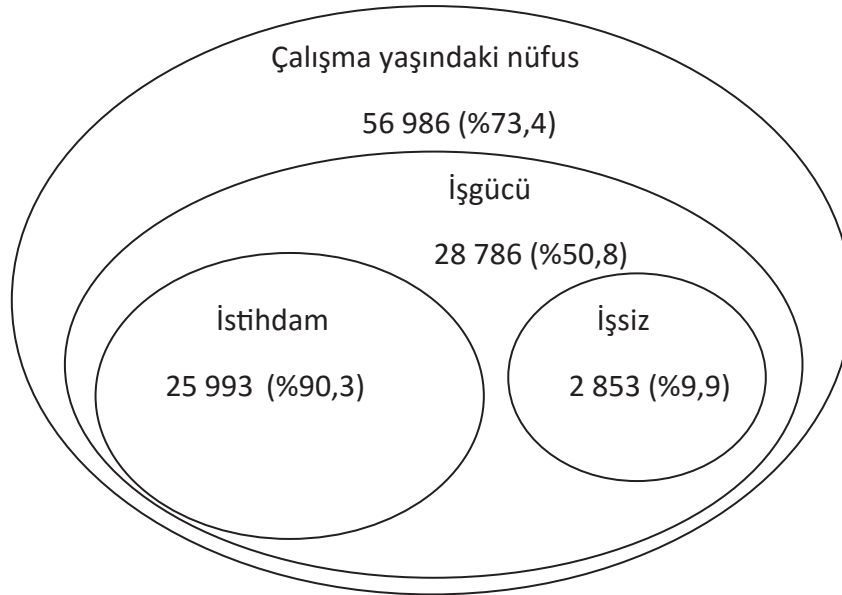 Çalışma yaşındaki nüfus
56 986 (%73,4)
İşgücü
28 786 (%50,8)
İstihdam
25 993 (%90,3)
İşsiz
2 853 (%9,9)